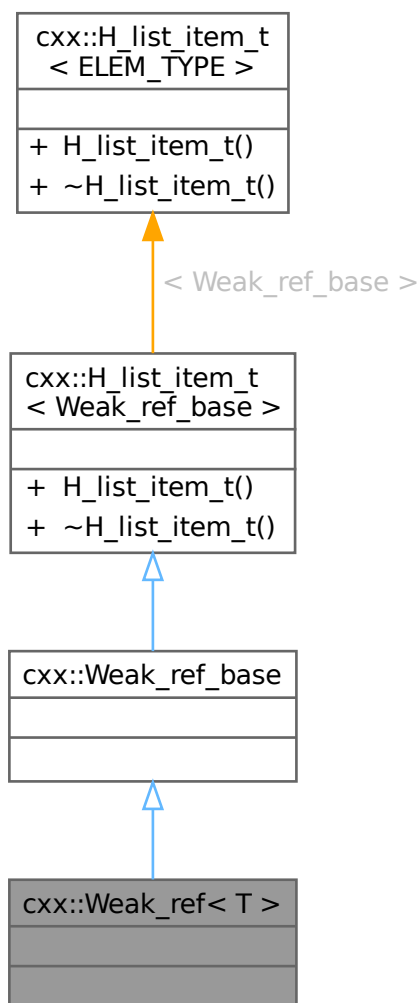 cxx::H_list_item_t
< ELEM_TYPE >
+ H_list_item_t()
+ ~H_list_item_t()
< Weak_ref_base >
cxx::H_list_item_t
< Weak_ref_base >
+ H_list_item_t()
+ ~H_list_item_t()
cxx::Weak_ref_base
cxx::Weak_ref< T >